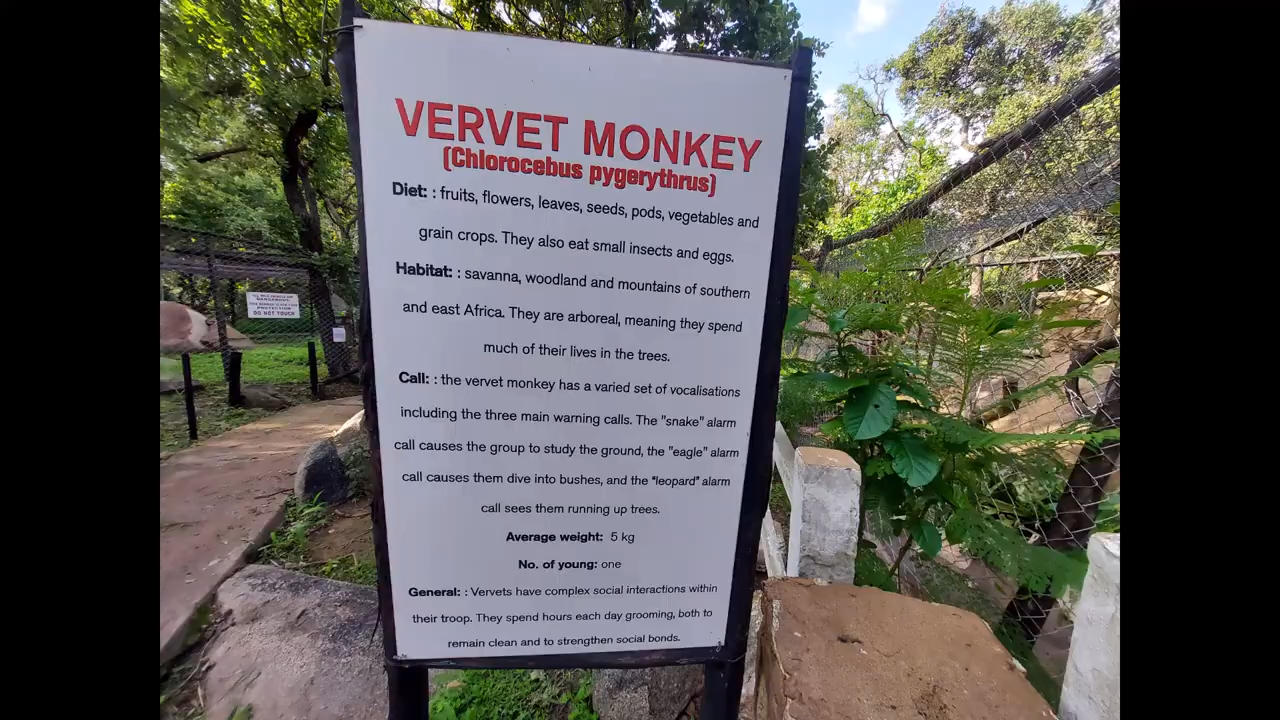 VERVET MONKEY
(Chlorocebus pygerythrus)
Diet: : fruits, flowers, leaves, seeds, pods, vegetables and
grain crops. They also eat small insects and eggs.
Habitat: : savanna, woodland and mountains of southern
and east Africa. They are arboreal, meaning they spend
much of their lives in the trees.
Call: : the vervet monkey has a varied set of vocalisations
including the three main warning calls. The "snake" alarm
call causes the group to study the ground, the "eagle" alarm
call causes them dive into bushes, and the "leopard" alarm
call sees them running up trees.
Average weight: 5 kg
No. of young: one
General: : Vervets have complex social interactions within
their troop. They spend hours each day grooming, both to
remain clean and to strengthen social bonds.
DANGEROUS
PROTECTION
DO NOT TOUCH